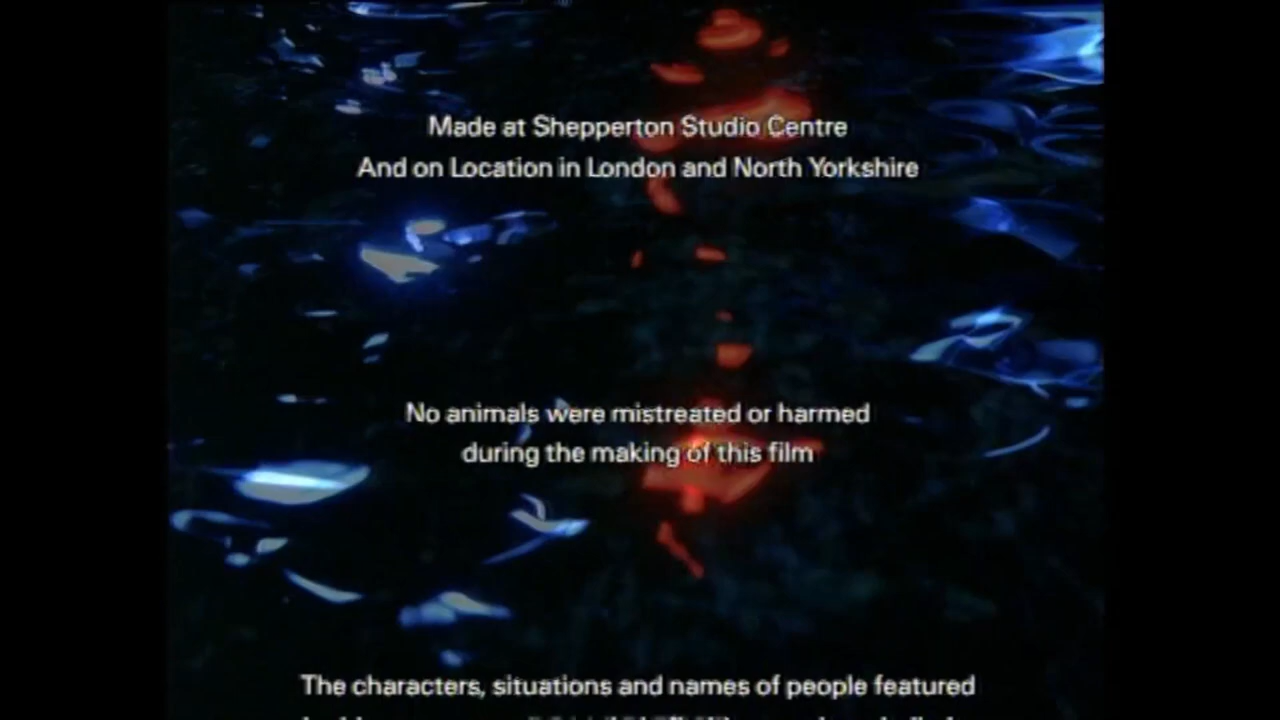 Made at Shepperton Studio Centre
And on Location in London and North Yorkshire
No animals were mistreated or harmed
during the making of this film
The characters, situations and names of people featured